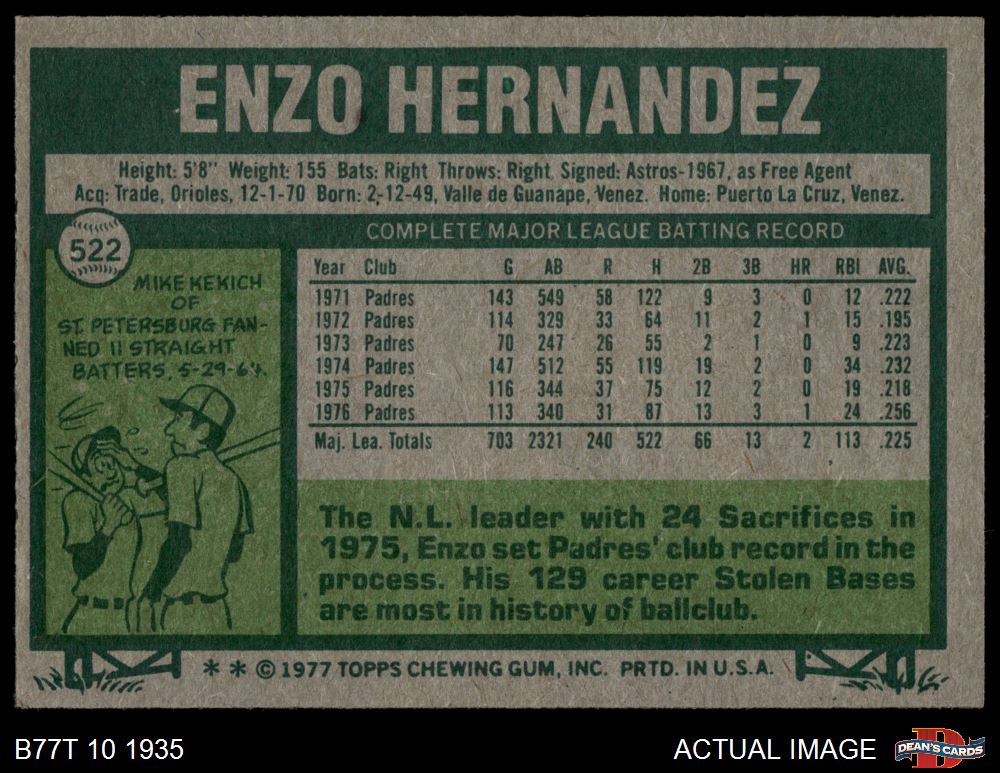 ENZO HERNANDEZ
Height: 5'8" Weight: 155 Bats: Right Throws: Right Signed: Astros-1967, as Free Agent
Acq: Trade, Orioles, 12-1-70 Born: 2-12-49, Valle de Guanape, Venez. Home: Puerto La Cruz, Venez.
522
MIKE KEKICH
OF
ST. PETERSBURG FAN-
NED 11 STRAIGHT
BATTERS, 5-29-64.
COMPLETE MAJOR LEAGUE BATTING RECORD
Year Club G AB R H 2B 3B HR RBI AVG.
1971 Padres 143 549 58 122 9 3 0 12 .222
1972 Padres 114 329 33 64 11 2 1 15 .195
1973 Padres 70 247 26 55 2 1 0 9 .223
1974 Padres 147 512 55 119 19 2 0 34 .232
1975 Padres 116 344 37 75 12 2 0 19 .218
1976 Padres 113 340 31 87 13 3 1 24 .256
Maj. Lea. Totals 703 2321 240 522 66 13 2 113 .225
The N.L. leader with 24 Sacrifices in
1975, Enzo set Padres' club record in the
process. His 129 career Stolen Bases
are most in history of ballclub.
* * © 1977 TOPPS CHEWING GUM, INC. PRTD. IN U.S.A.
B77T 10 1935
ACTUAL IMAGE
D
DEAN'S CARDS